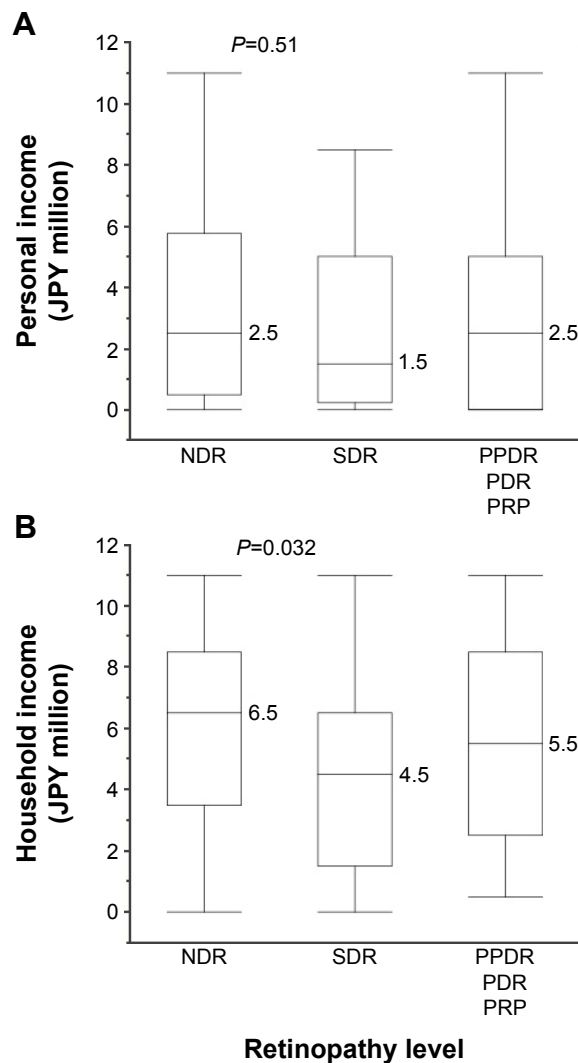 A
P=0.51
Personal income
(JPY million)
12
10
8
6
4
2
0
2.5
1.5
2.5
NDR
SDR
PPDR
PDR
PRP
B
P=0.032
Household income
(JPY million)
12
10
8
6
4
2
0
6.5
4.5
5.5
NDR
SDR
PPDR
PDR
PRP
Retinopathy level